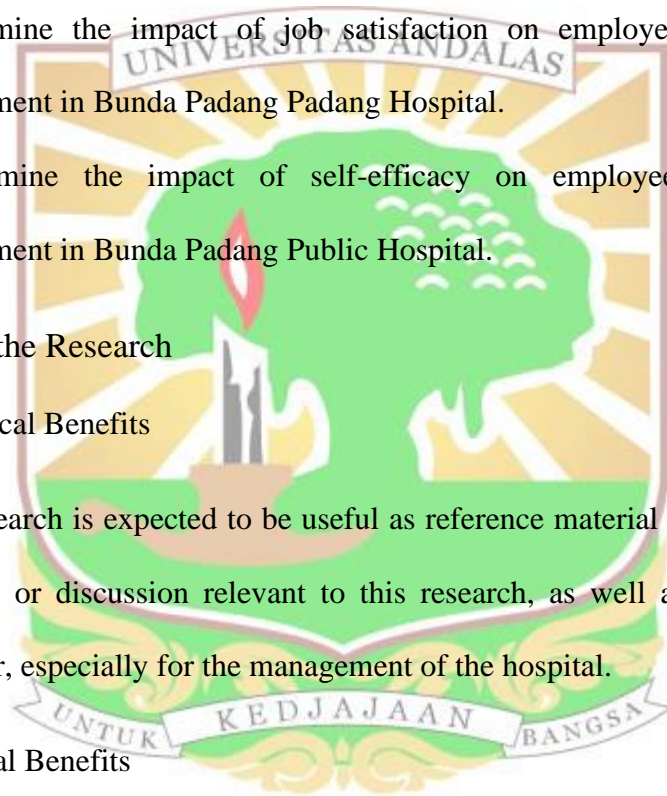 mine the impact of job satisfaction on employe
UNIVERSITAS ANDALAS
ment in Bunda Padang Padang Hospital.
mine the impact of self-efficacy on employee
ment in Bunda Padang Public Hospital.
the Research
cal Benefits
earch is expected to be useful as reference material
or discussion relevant to this research, as well a
r, especially for the management of the hospital.
UNTUK KEDJAJAAN BANGSA
al Benefits